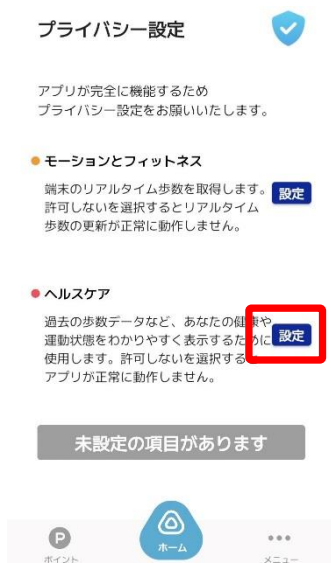 プライバシー設定
アプリが完全に機能するため
プライバシー設定をお願いいたします。
モーションとフィットネス
端末のリアルタイム歩数を取得します。
許可しないを選択するとリアルタイム
歩数の更新が正常に動作しません。
設定
ヘルスケア
過去の歩数データなど、あなたの健康や
運動状態をわかりやすく表示するために
使用します。許可しないを選択する
アプリが正常に動作しません。
設定
未設定の項目があります
P
ポイント
ホーム
メニュー